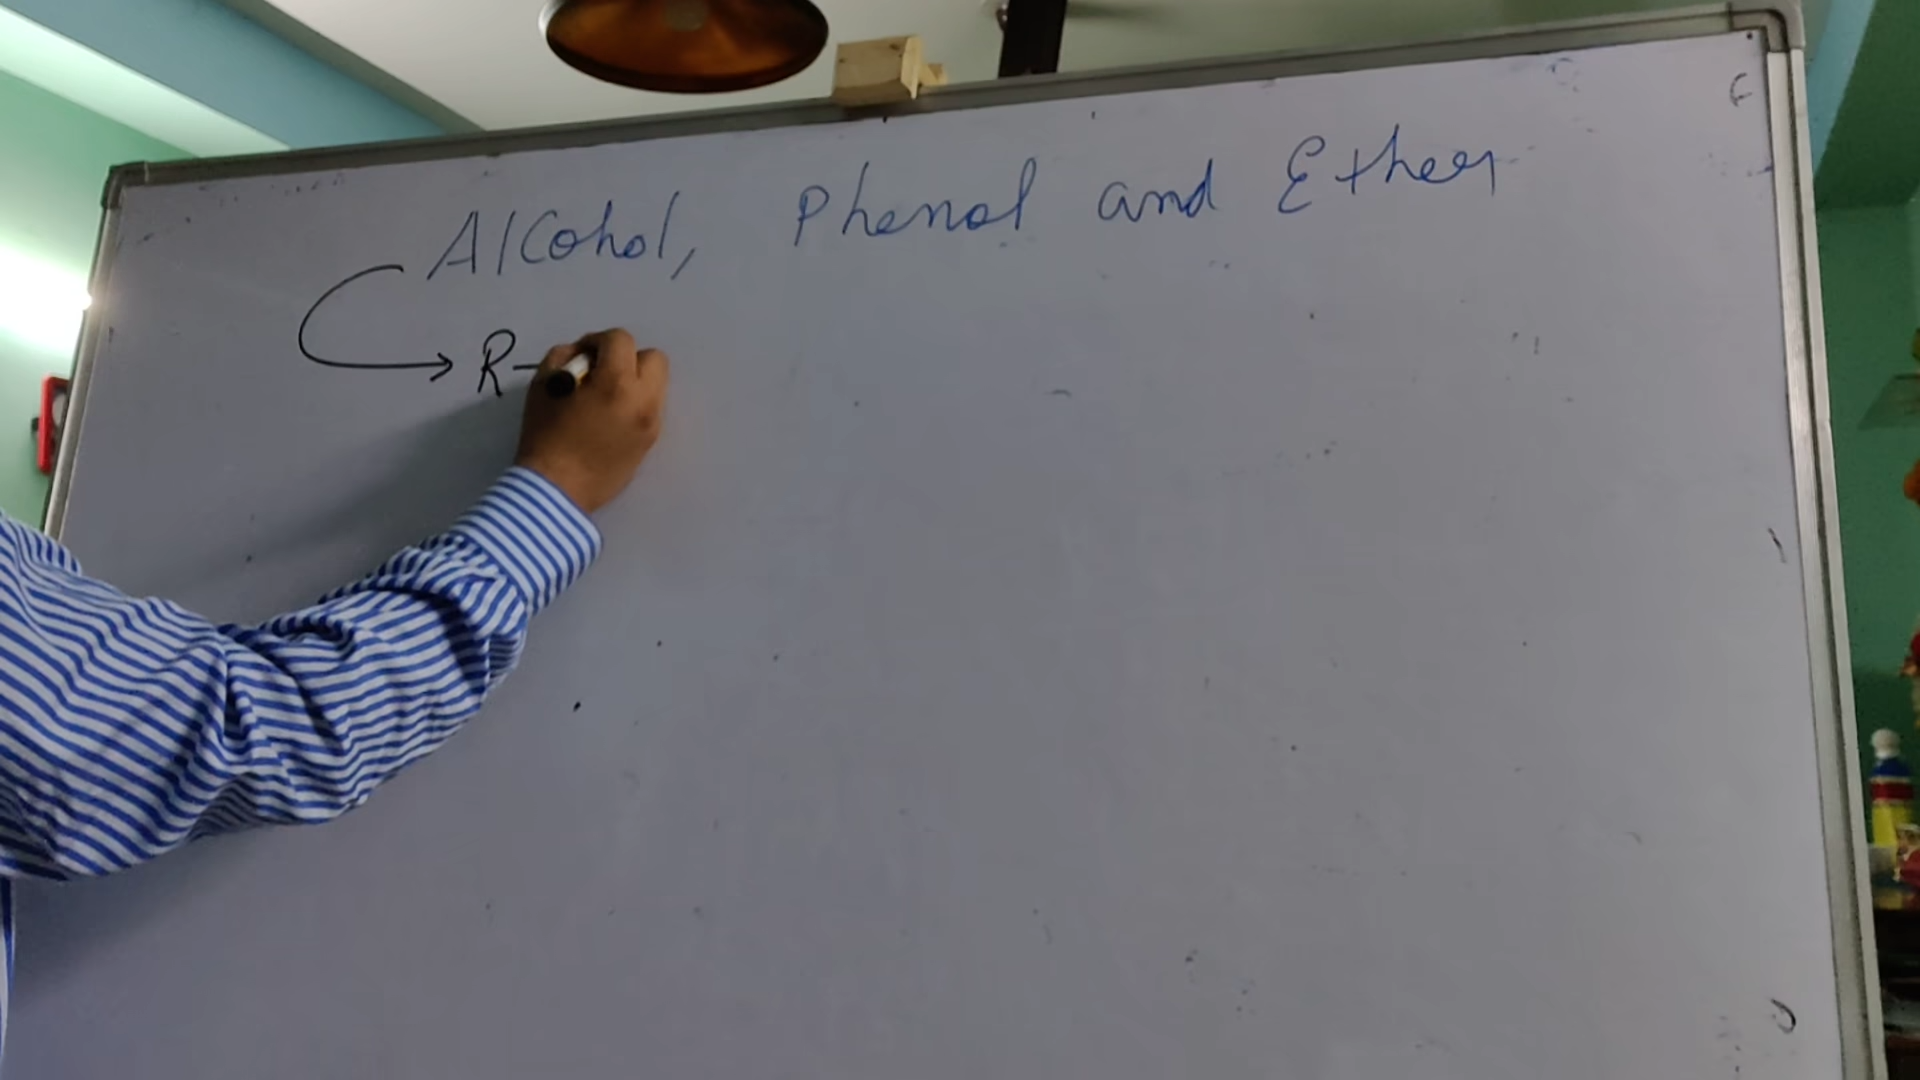 Alcohol, Phenol and Ether
R-